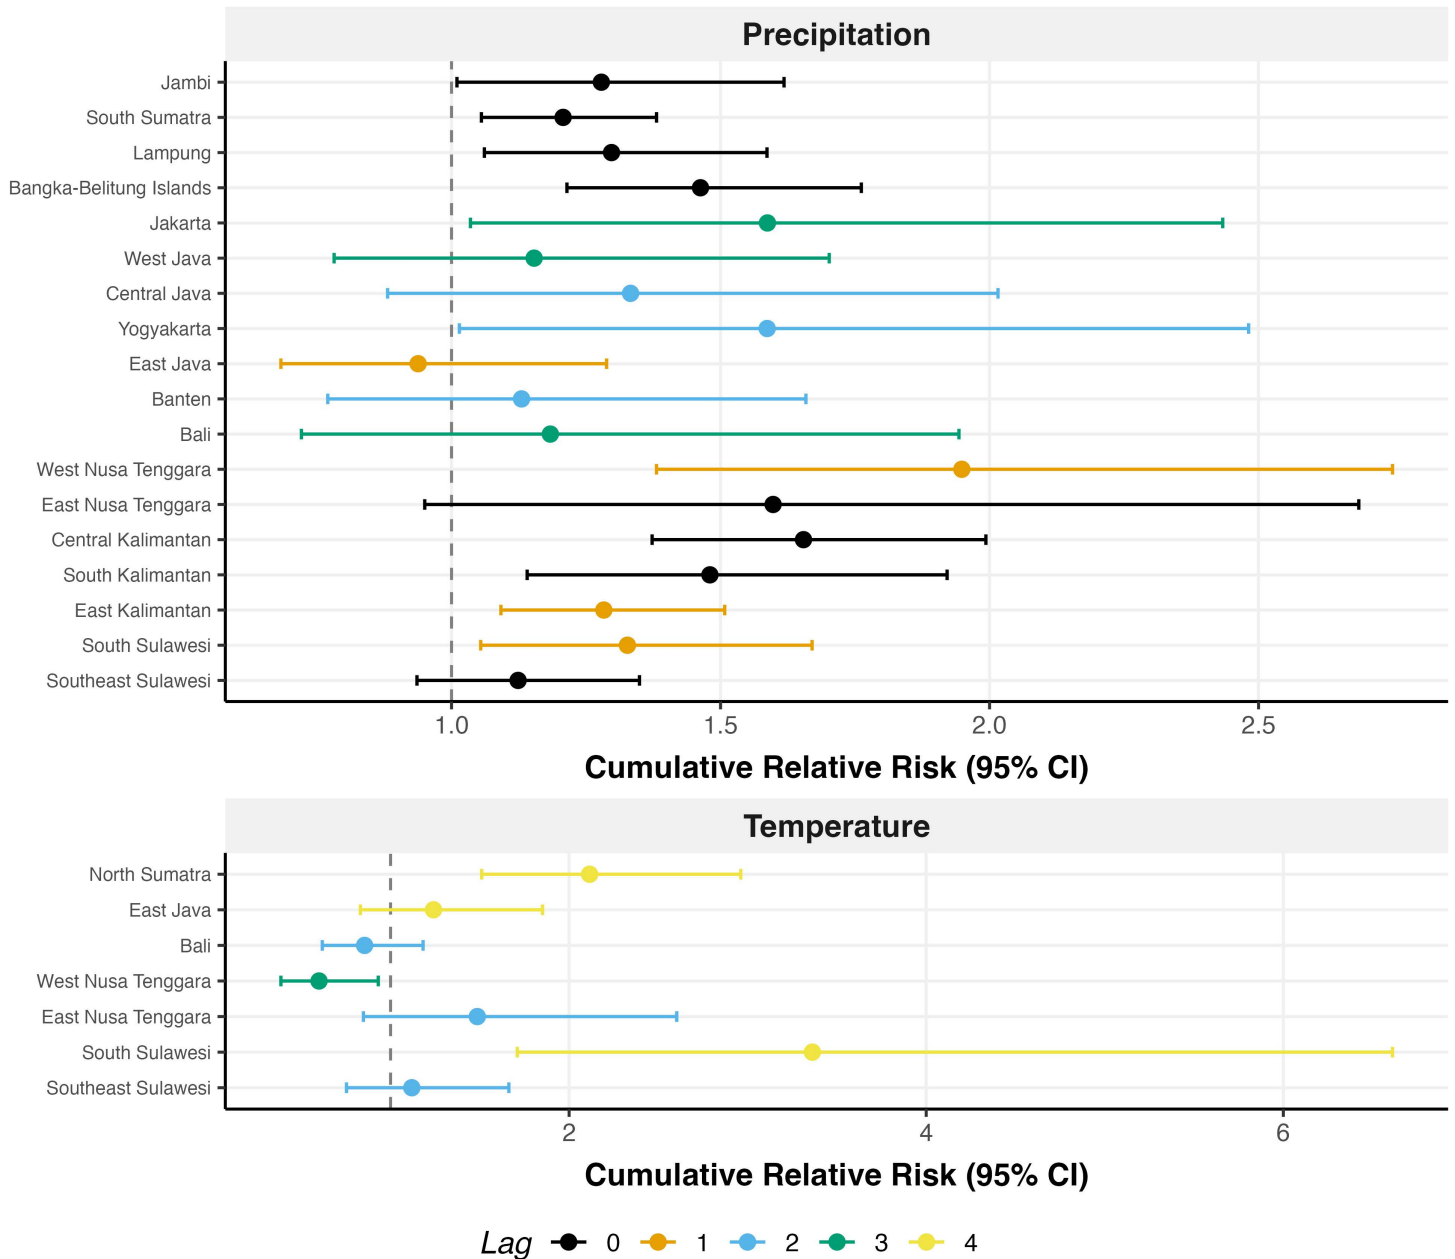 Precipitation
Jambi
South Sumatra
Lampung
Bangka-Belitung Islands
Jakarta
West Java
Central Java
Yogyakarta
East Java
Banten
Bali
West Nusa Tenggara
East Nusa Tenggara
Central Kalimantan
South Kalimantan
East Kalimantan
South Sulawesi
Southeast Sulawesi
1.0 1.5 2.0 2.5
Cumulative Relative Risk (95% CI)
Temperature
North Sumatra
East Java
Bali
West Nusa Tenggara
East Nusa Tenggara
South Sulawesi
Southeast Sulawesi
2 4 6
Cumulative Relative Risk (95% CI)
Lag 0 1 2 3 4